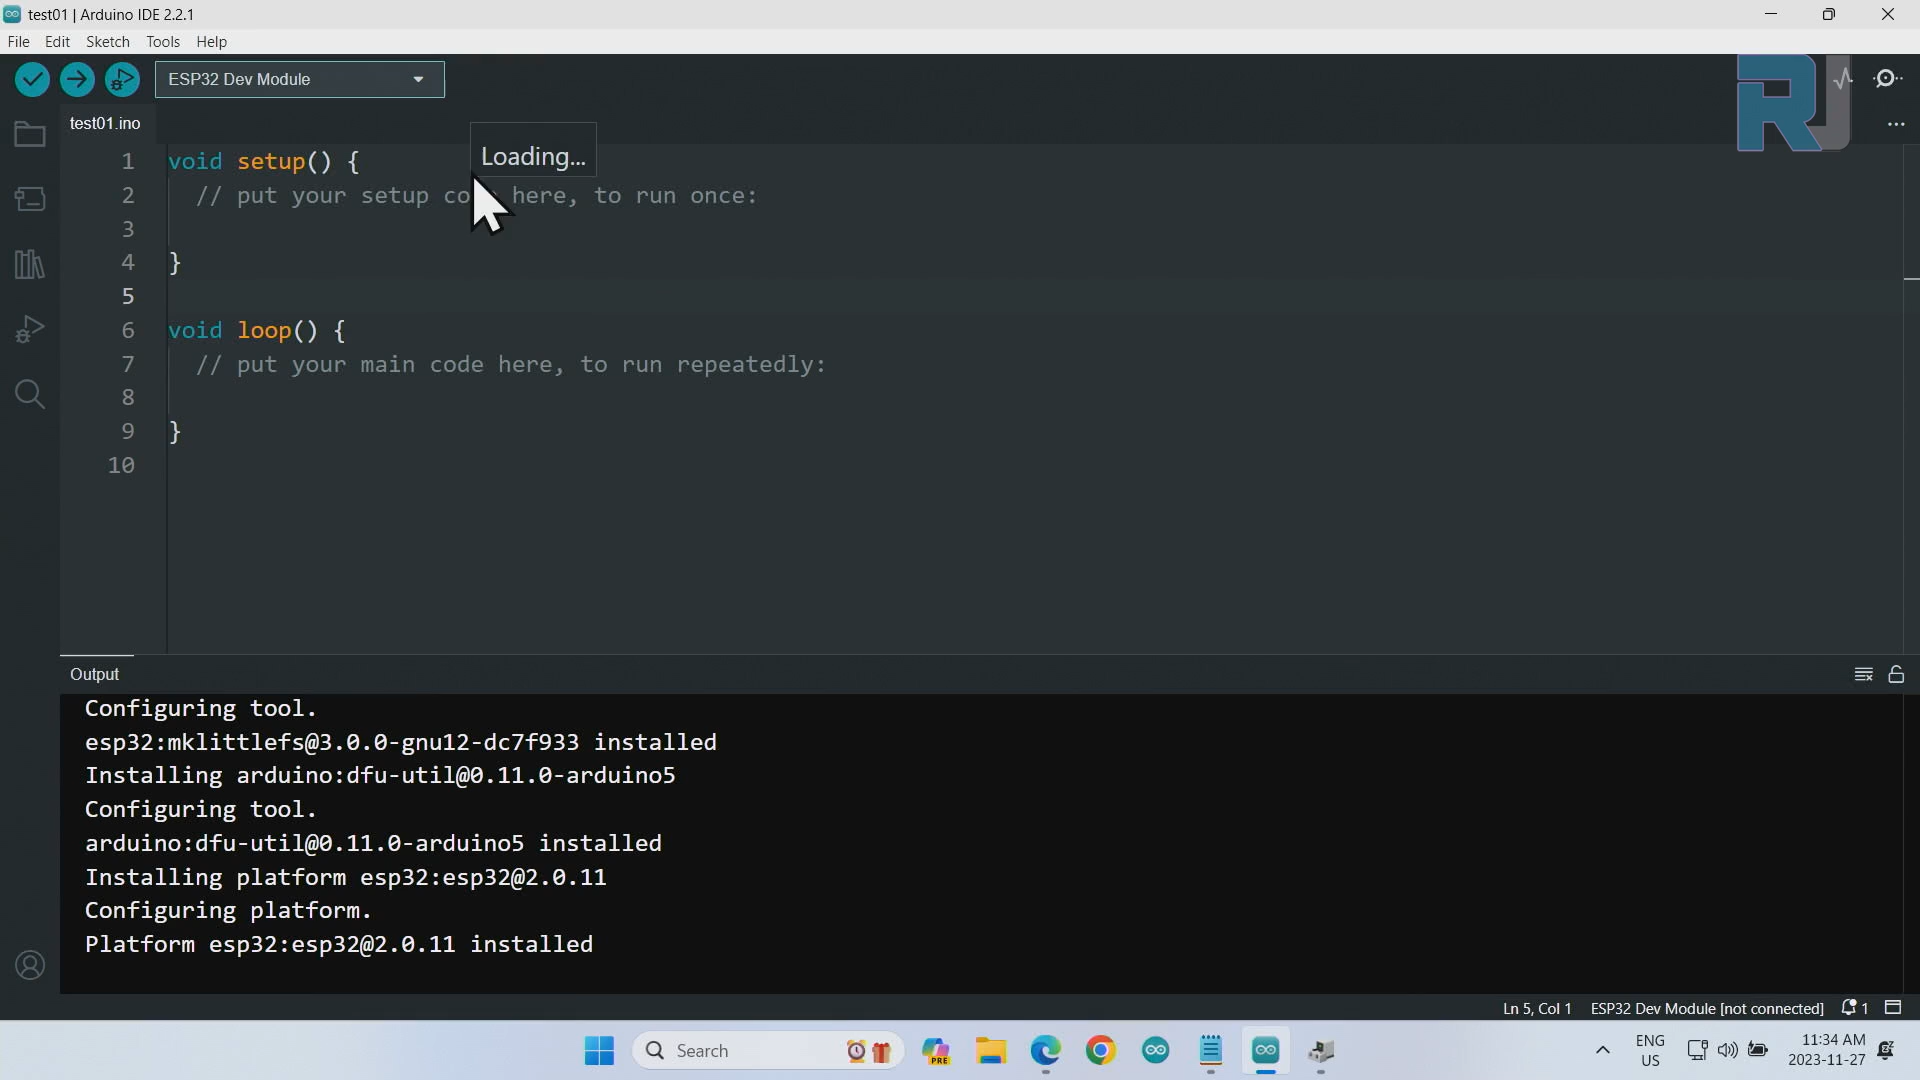 test01 | Arduino IDE 2.2.1
File Edit Sketch Tools Help
ESP32 Dev Module
RJ
test01.ino
Loading...
1 void setup() {
2 // put your setup co here, to run once:
3
4 }
5
6 void loop() {
7 // put your main code here, to run repeatedly:
8
9 }
10
Output
Configuring tool.
esp32:mklittlefs@3.0.0-gnu12-dc7f933 installed
Installing arduino:dfu-util@0.11.0-arduino5
Configuring tool.
arduino:dfu-util@0.11.0-arduino5 installed
Installing platform esp32:esp32@2.0.11
Configuring platform.
Platform esp32:esp32@2.0.11 installed
Ln 5, Col 1 ESP32 Dev Module [not connected] 1
Search
PRE
ENG
US
11:34 AM
2023-11-27